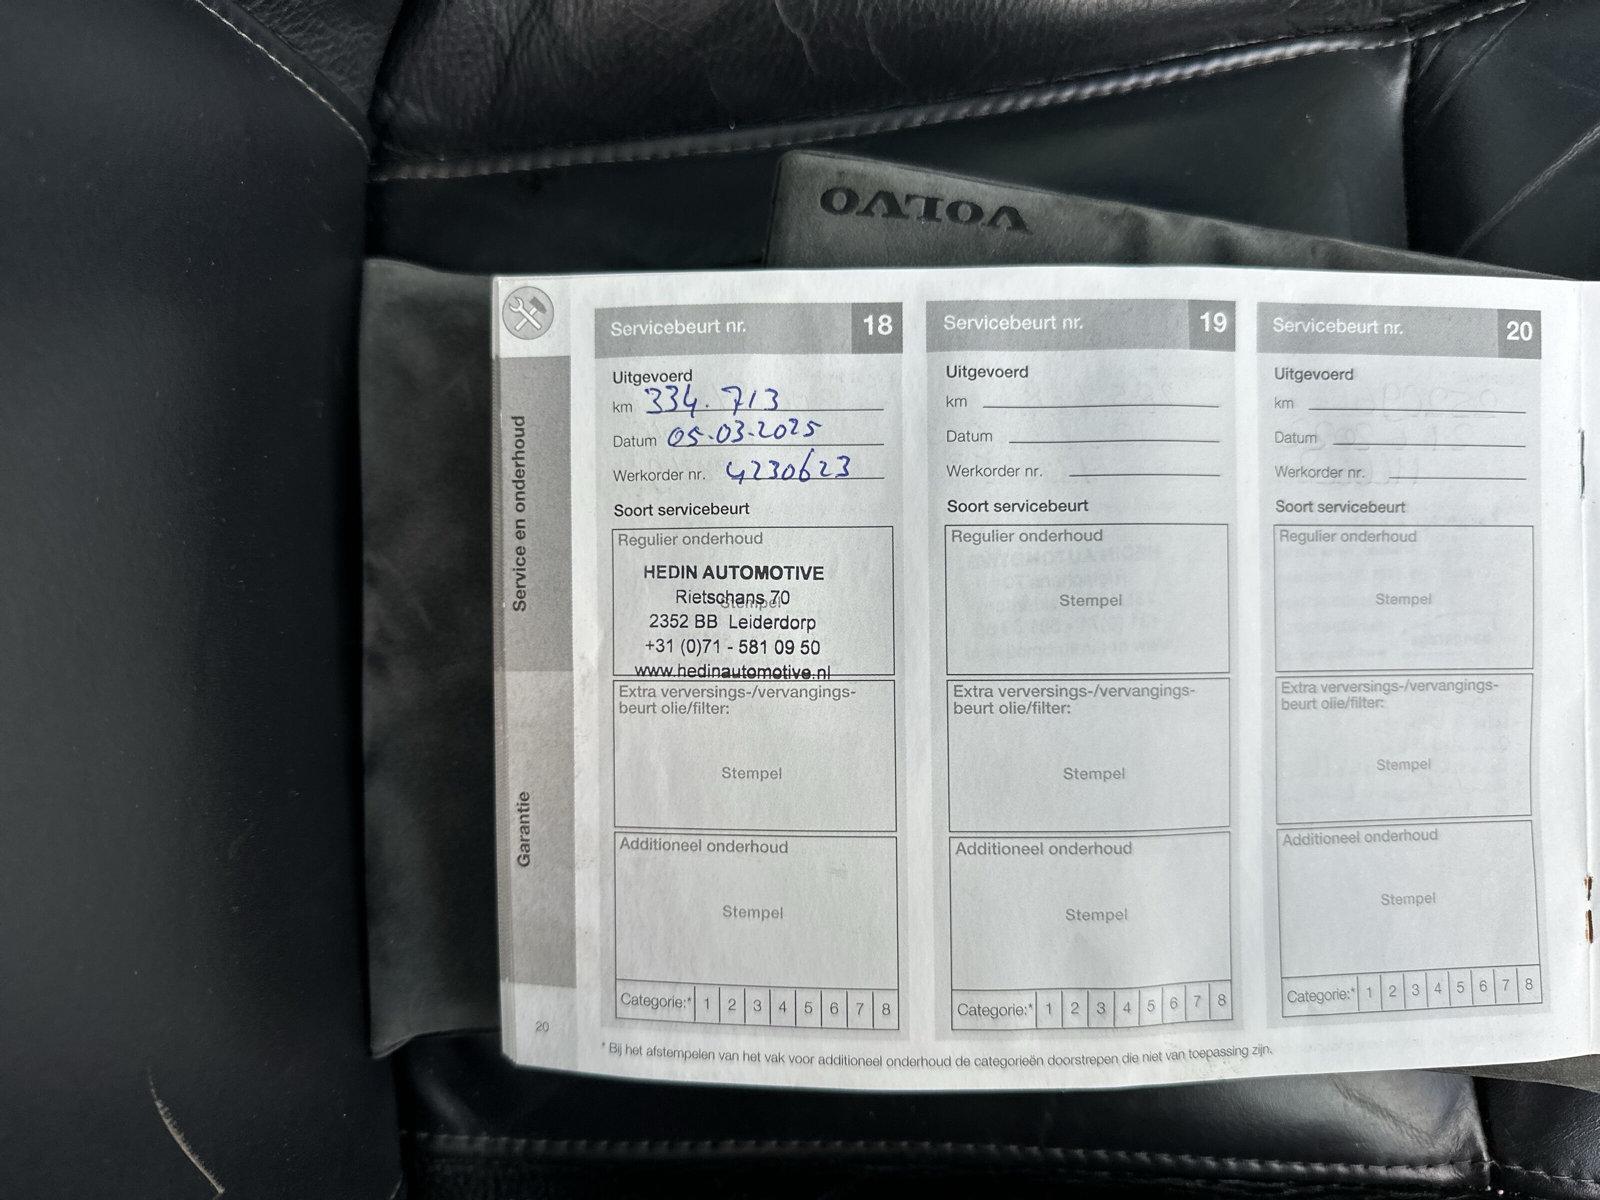 VOLVO
Service en onderhoud
Garantie
Servicebeurt nr. 18
Uitgevoerd
km 334.713
Datum 05-03-2025
Werkorder nr. 4230623
Soort servicebeurt
Regulier onderhoud
Stempel
HEDIN AUTOMOTIVE
Rietschans 70
2352 BB Leiderdorp
+31 (0)71 - 581 09 50
www.hedinautomotive.nl
Extra verversings-/vervangings-
beurt olie/filter:
Stempel
Additioneel onderhoud
Stempel
Categorie:* 1 2 3 4 5 6 7 8
Servicebeurt nr. 19
Uitgevoerd
km
Datum
Werkorder nr.
Soort servicebeurt
Regulier onderhoud
Stempel
Extra verversings-/vervangings-
beurt olie/filter:
Stempel
Additioneel onderhoud
Stempel
Categorie:* 1 2 3 4 5 6 7 8
Servicebeurt nr. 20
Uitgevoerd
km
Datum
Werkorder nr.
Soort servicebeurt
Regulier onderhoud
Stempel
Extra verversings-/vervangings-
beurt olie/filter:
Stempel
Additioneel onderhoud
Stempel
Categorie:* 1 2 3 4 5 6 7 8
20
* Bij het afstempelen van het vak voor additioneel onderhoud de categorieën doorstrepen die niet van toepassing zijn.